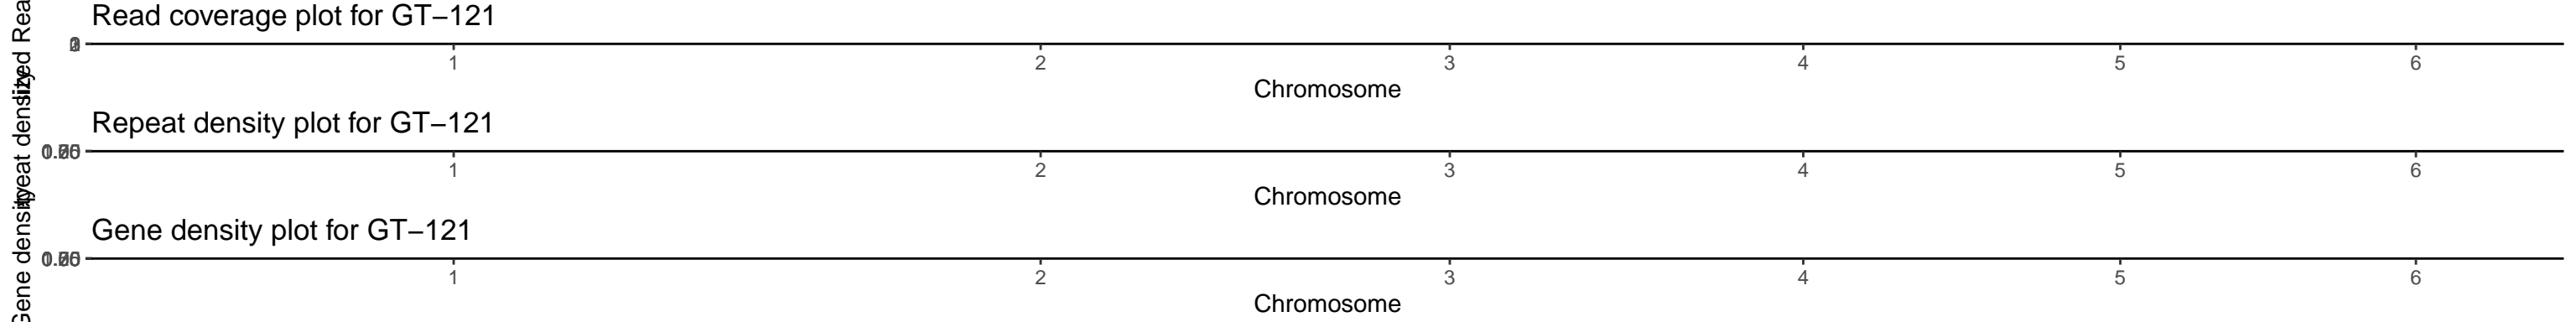 Read coverage plot for GT−121
1 2 3 4 5 6
Chromosome
Repeat density plot for GT−121
1 2 3 4 5 6
Chromosome
Gene density plot for GT−121
1 2 3 4 5 6
Chromosome
Gene density